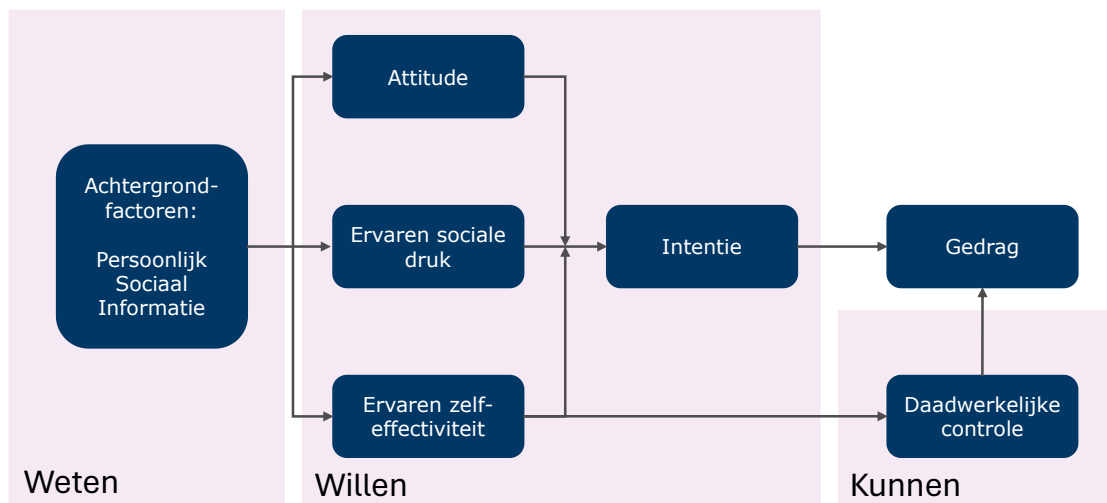 Achtergrond-
factoren:
Persoonlijk
Sociaal
Informatie
Weten
Attitude
Ervaren sociale
druk
Ervaren zelf-
effectiviteit
Intentie
Willen
Gedrag
Daadwerkelijke
controle
Kunnen